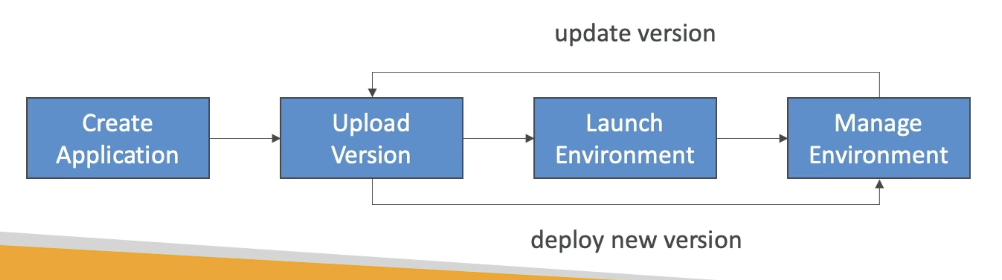 update version
Create
Application
Upload
Version
Launch
Environment
Manage
Environment
deploy new version